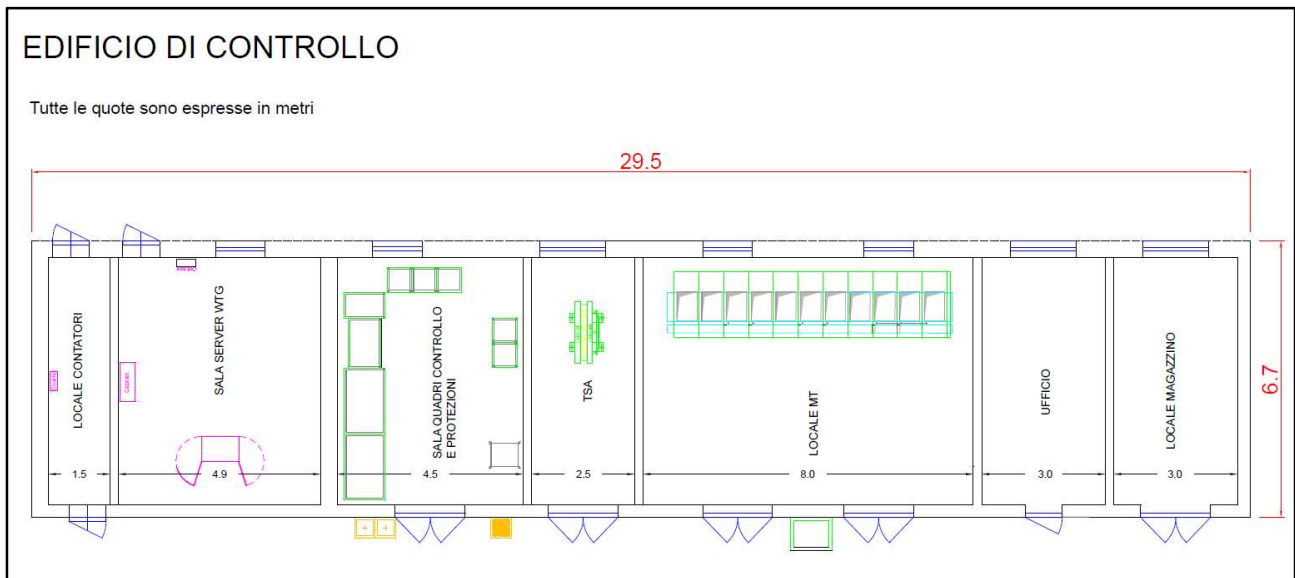 EDIFICIO DI CONTROLLO
Tutte le quote sono espresse in metri
29.5
6.7
LOCALE CONTATORI
SALA SERVER WTG
SALA QUADRI CONTROLLO
E PROTEZIONI
TSA
LOCALE MT
UFFICIO
LOCALE MAGAZZINO
1.5
4.9
4.5
2.5
8.0
3.0
3.0